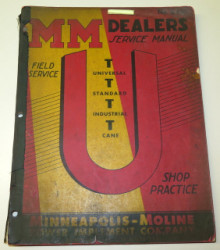 MM DEALERS
SERVICE MANUAL
FIELD
SERVICE
U
T
UNIVERSAL
T
STANDARD
T
INDUSTRIAL
T
CANE
SHOP
PRACTICE
MINNEAPOLIS-MOLINE
POWER IMPLEMENT COMPANY